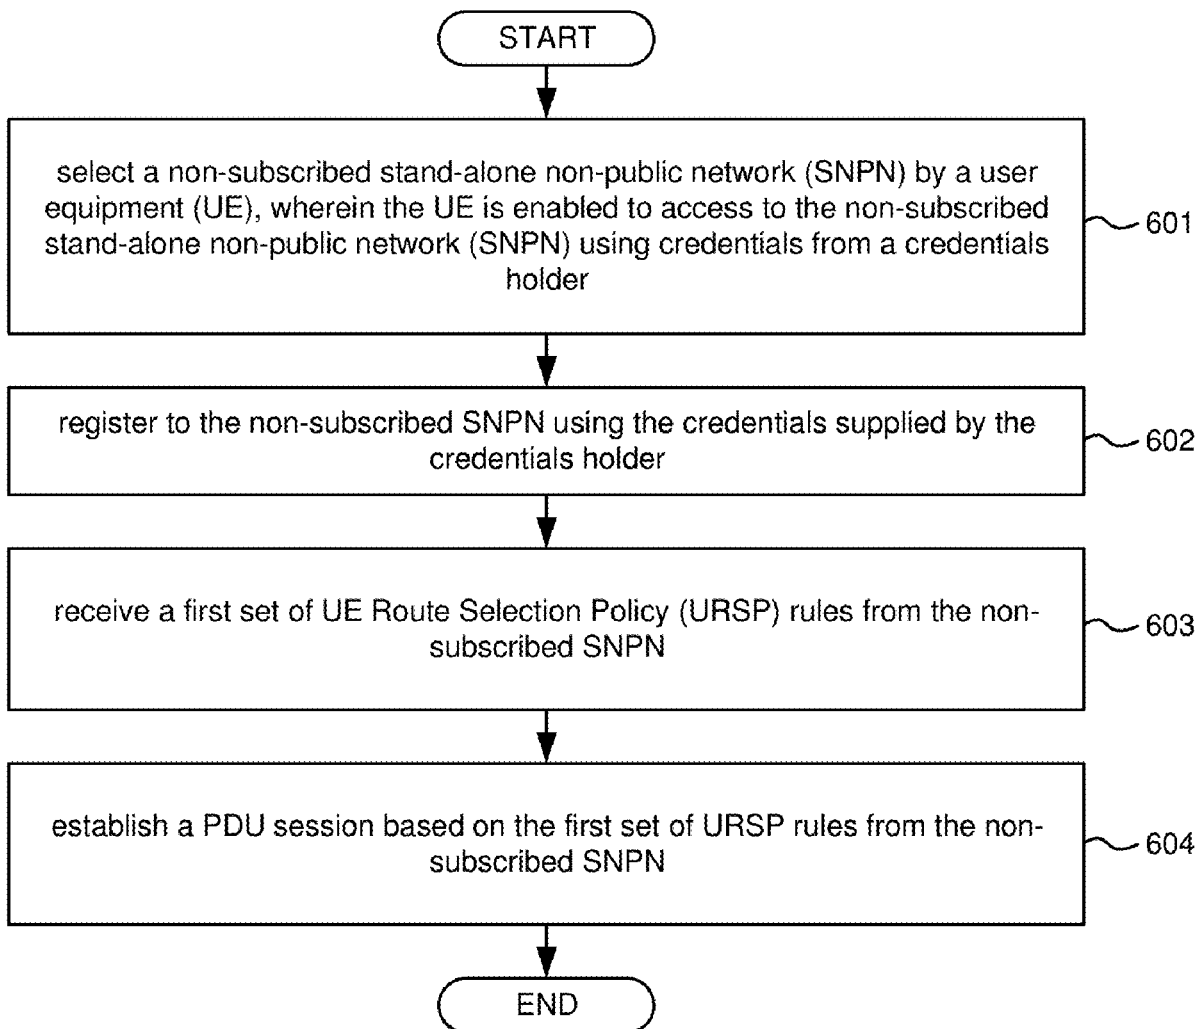 START
select a non-subscribed stand-alone non-public network (SNPN) by a user
equipment (UE), wherein the UE is enabled to access to the non-subscribed
stand-alone non-public network (SNPN) using credentials from a credentials
holder
601
register to the non-subscribed SNPN using the credentials supplied by the
credentials holder
602
receive a first set of UE Route Selection Policy (URSP) rules from the non-
subscribed SNPN
603
establish a PDU session based on the first set of URSP rules from the non-
subscribed SNPN
604
END